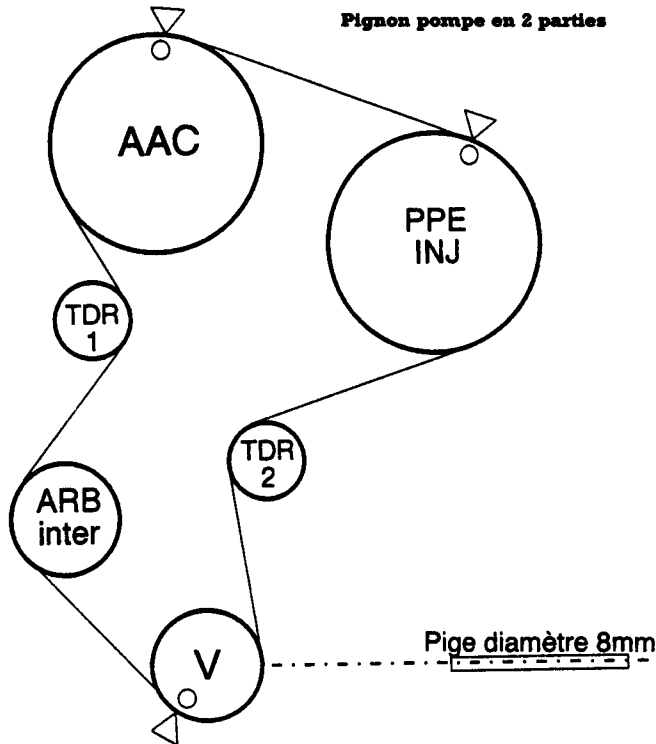 Pignon pompe en 2 parties
AAC
PPE
INJ
TDR
1
TDR
2
ARB
inter
V
Pige diamètre 8mm